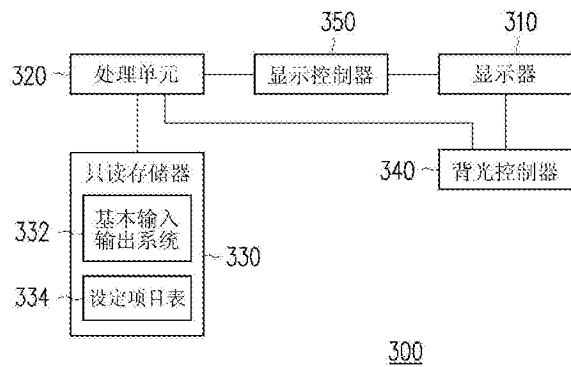 350
310
320
处理单元
显示控制器
显示器
只读存储器
340
背光控制器
332
基本输入
输出系统
330
334
设定项目表
300